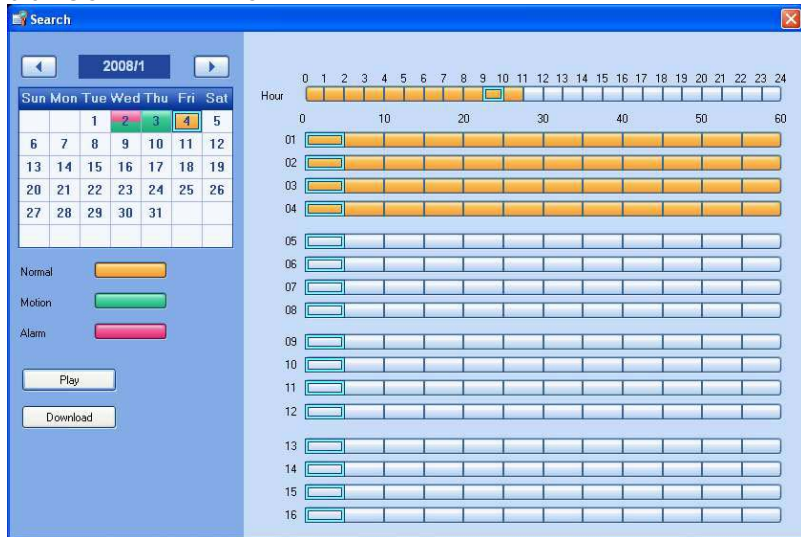 Search
2008/1
Sun Mon Tue Wed Thu Fri Sat
1 2 3 4 5
6 7 8 9 10 11 12
13 14 15 16 17 18 19
20 21 22 23 24 25 26
27 28 29 30 31
Normal
Motion
Alarm
Play
Download
0 1 2 3 4 5 6 7 8 9 10 11 12 13 14 15 16 17 18 19 20 21 22 23 24
Hour
0 10 20 30 40 50 60
01
02
03
04
05
06
07
08
09
10
11
12
13
14
15
16